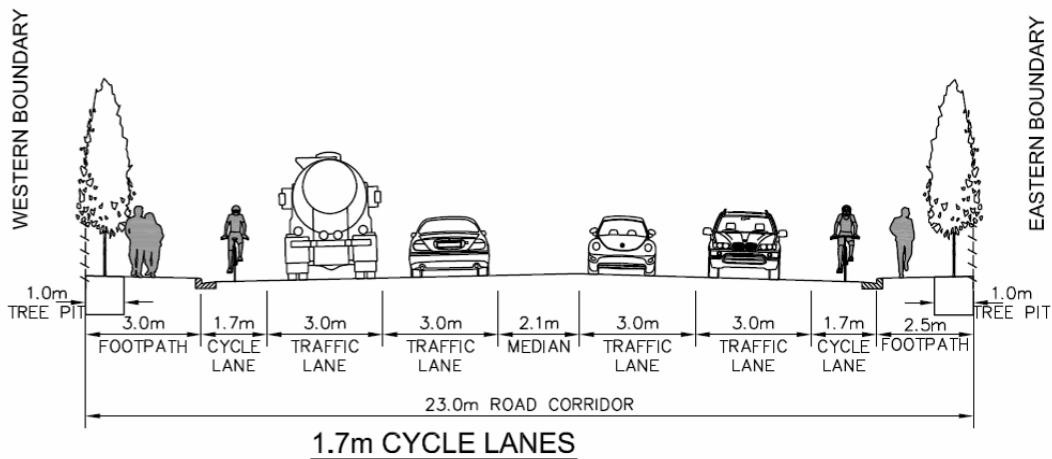 WESTERN BOUNDARY
EASTERN BOUNDARY
1.0m
TREE PIT
1.0m
TREE PIT
3.0m
FOOTPATH
1.7m
CYCLE
LANE
3.0m
TRAFFIC
LANE
3.0m
TRAFFIC
LANE
2.1m
MEDIAN
3.0m
TRAFFIC
LANE
3.0m
TRAFFIC
LANE
1.7m
CYCLE
LANE
2.5m
FOOTPATH
23.0m ROAD CORRIDOR
1.7m CYCLE LANES